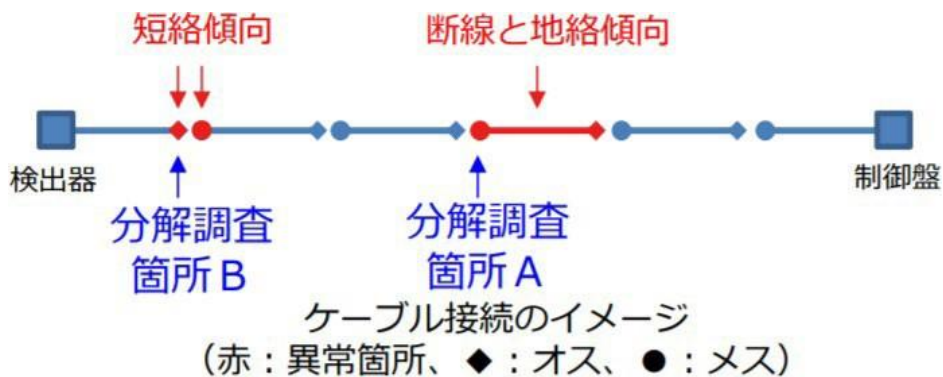 短絡傾向
断線と地絡傾向
検出器
制御盤
分解調査
箇所B
分解調査
箇所A
ケーブル接続のイメージ
(赤:異常箇所、◆:オス、●:メス)